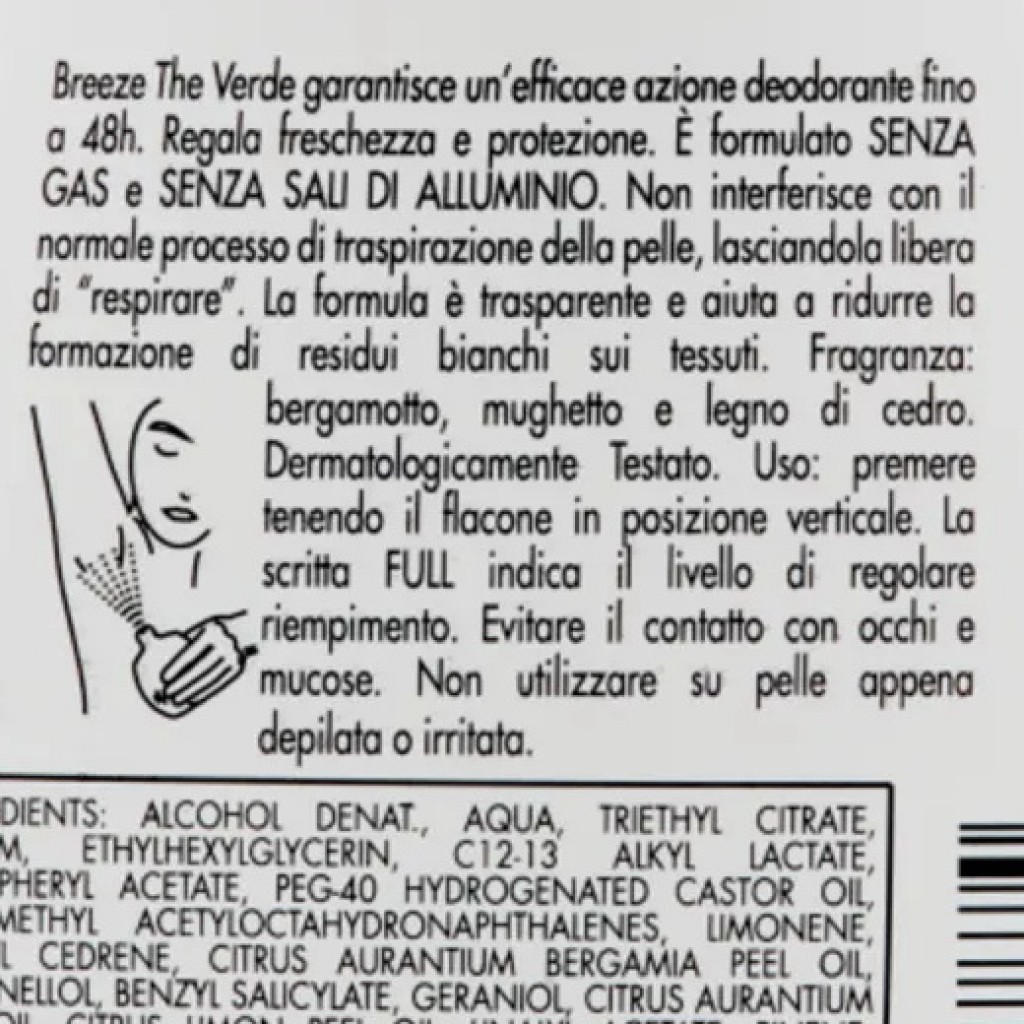 Breeze The Verde garantisce un'efficace azione deodorante fino
a 48h. Regala freschezza e protezione. È formulato SENZA
GAS e SENZA SALI DI ALLUMINIO. Non interferisce con il
normale processo di traspirazione della pelle, lasciandola libera
di "respirare". La formula è trasparente e aiuta a ridurre la
formazione di residui bianchi sui tessuti. Fragranza:
bergamotto, mughetto e legno di cedro.
Dermatologicamente Testato. Uso: premere
tenendo il flacone in posizione verticale. La
scritta FULL indica il livello di regolare
riempimento. Evitare il contatto con occhi e
mucose. Non utilizzare su pelle appena
depilata o irritata.
DIENTS: ALCOHOL DENAT., AQUA, TRIETHYL CITRATE,
M, ETHYLHEXYLGLYCERIN, C12-13 ALKYL LACTATE,
PHERYL ACETATE, PEG-40 HYDROGENATED CASTOR OIL,
METHYL ACETYLOCTAHYDRONAPHTHALENES, LIMONENE,
L CEDRENE, CITRUS AURANTIUM BERGAMIA PEEL OIL,
NELLOL, BENZYL SALICYLATE, GERANIOL, CITRUS AURANTIUM